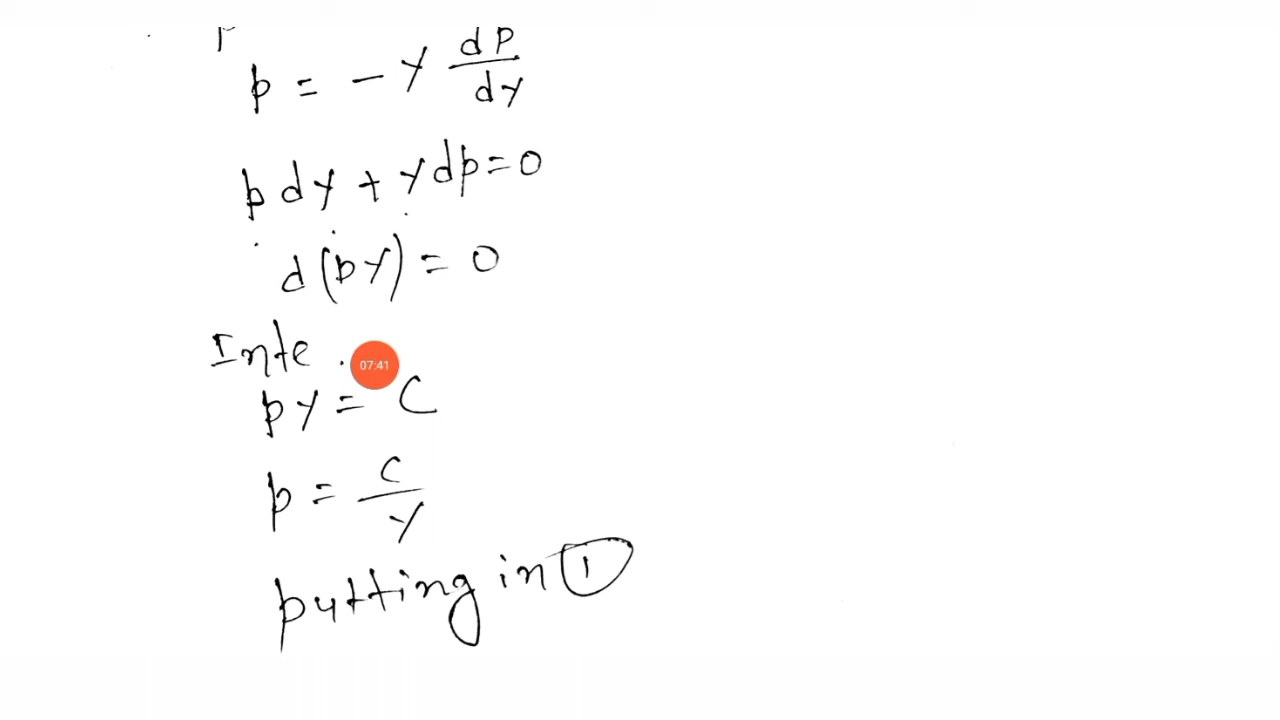 p = - y dp/dy
p dy + y dp = 0
d(py) = 0
Inte .
07:41
py = c
p = c/y
putting in ①